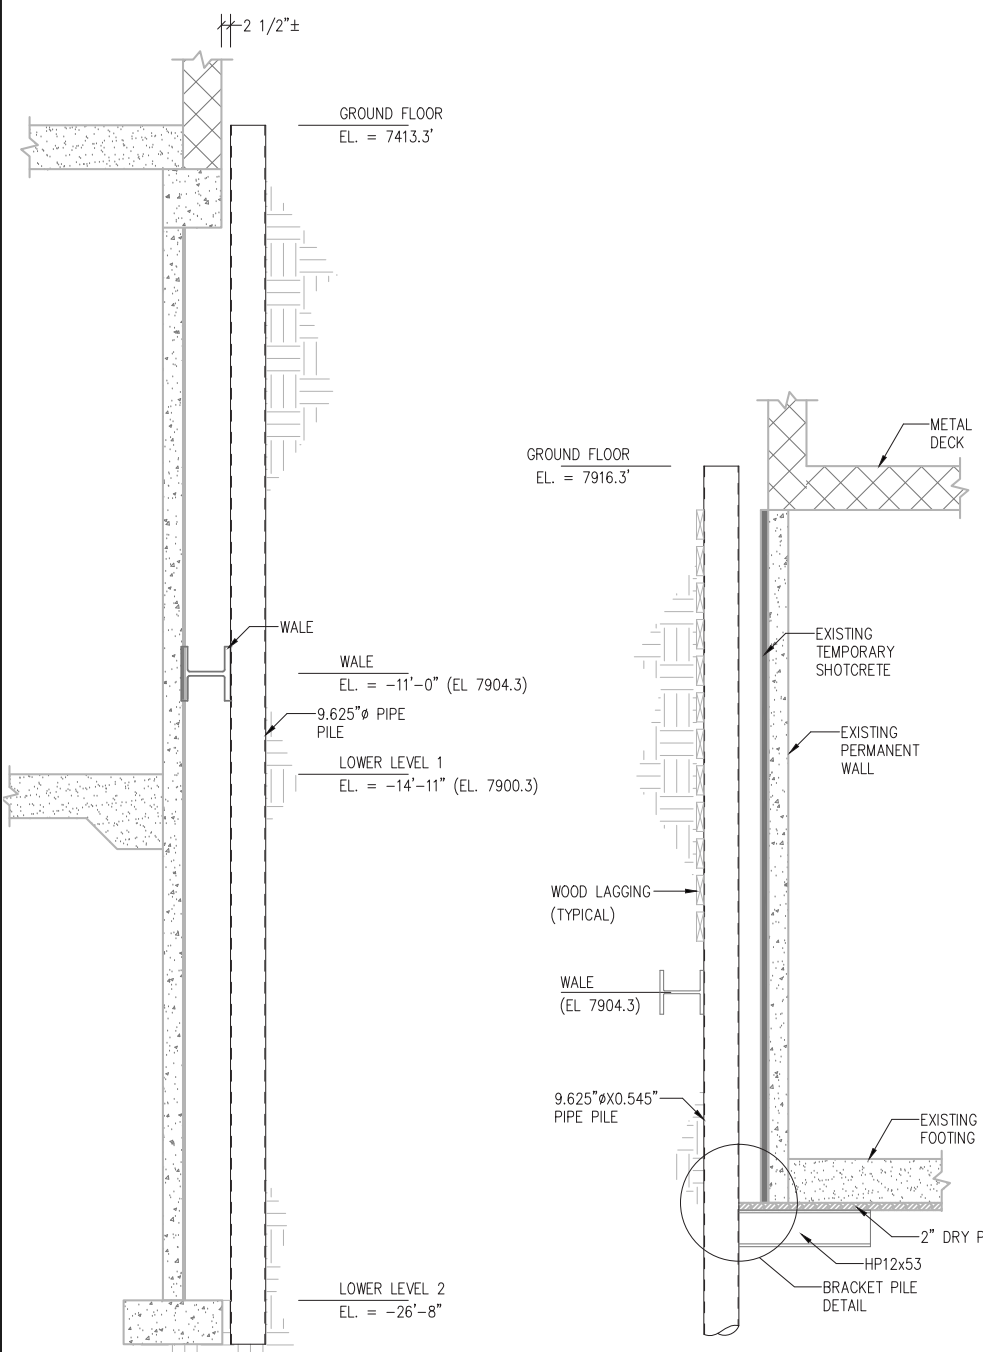 2 1/2"±
GROUND FLOOR
EL. = 7413.3'
WALE
WALE
EL. = -11'-0" (EL 7904.3)
9.625"ø PIPE
PILE
LOWER LEVEL 1
EL. = -14'-11" (EL. 7900.3)
LOWER LEVEL 2
EL. = -26'-8"
GROUND FLOOR
EL. = 7916.3'
METAL
DECK
EXISTING
TEMPORARY
SHOTCRETE
EXISTING
PERMANENT
WALL
WOOD LAGGING
(TYPICAL)
WALE
(EL 7904.3)
9.625"øX0.545"
PIPE PILE
EXISTING
FOOTING
2" DRY P
HP12x53
BRACKET PILE
DETAIL